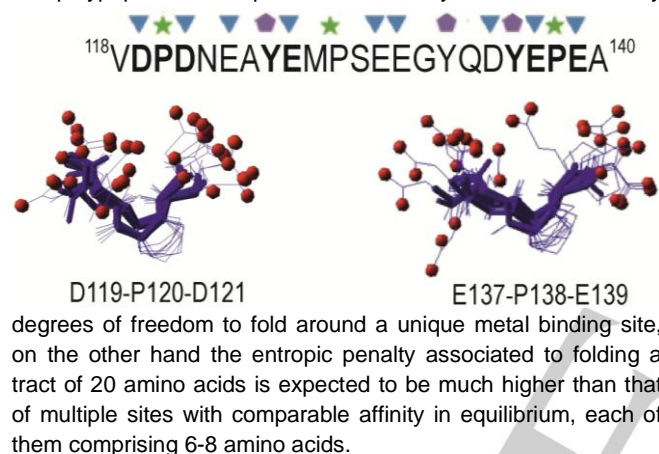 ¹¹⁸VDPDNEAYEMPSEEGYQDYEPEA¹⁴⁰
D119-P120-D121 E137-P138-E139
degrees of freedom to fold around a unique metal binding site,
on the other hand the entropic penalty associated to folding a
tract of 20 amino acids is expected to be much higher than that
of multiple sites with comparable affinity in equilibrium, each of
them comprising 6-8 amino acids.